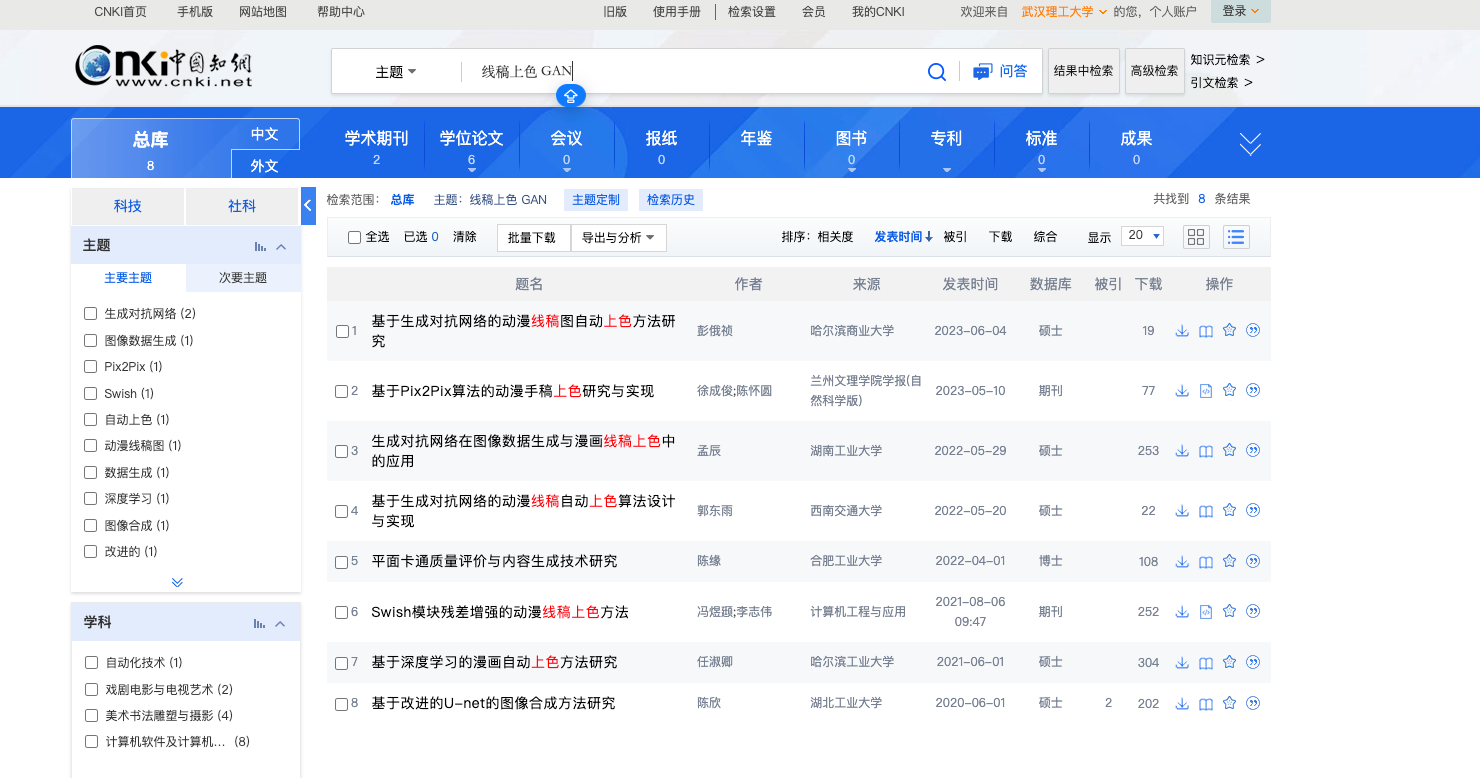 CNKI首页 手机版 网站地图 帮助中心 旧版 使用手册 检索设置 会员 我的CNKI 欢迎来自 武汉理工大学 的您，个人账户 登录
Cnki中国知網
www.cnki.net
主题 线稿上色 GAN 问答 结果中检索 高级检索
知识元检索 >
引文检索 >
总库 8
中文
外文
学术期刊 2
学位论文 6
会议 0
报纸 0
年鉴
图书 0
专利
标准 0
成果 0
科技 社科
检索范围： 总库 主题：线稿上色 GAN 主题定制 检索历史 共找到 8 条结果
全选 已选 0 清除 批量下载 导出与分析 排序： 相关度 发表时间↓ 被引 下载 综合 显示 20
主题
主要主题 次要主题
生成对抗网络 (2)
图像数据生成 (1)
Pix2Pix (1)
Swish (1)
自动上色 (1)
动漫线稿图 (1)
数据生成 (1)
深度学习 (1)
图像合成 (1)
改进的 (1)
学科
自动化技术 (1)
戏剧电影与电视艺术 (2)
美术书法雕塑与摄影 (4)
计算机软件及计算机... (8)
题名 作者 来源 发表时间 数据库 被引 下载 操作
1 基于生成对抗网络的动漫线稿图自动上色方法研
究 彭俄祯 哈尔滨商业大学 2023-06-04 硕士 19
2 基于Pix2Pix算法的动漫手稿上色研究与实现 徐成俊;陈怀圆 兰州文理学院学报(自
然科学版) 2023-05-10 期刊 77
3 生成对抗网络在图像数据生成与漫画线稿上色中
的应用 孟辰 湖南工业大学 2022-05-29 硕士 253
4 基于生成对抗网络的动漫线稿自动上色算法设计
与实现 郭东雨 西南交通大学 2022-05-20 硕士 22
5 平面卡通质量评价与内容生成技术研究 陈缘 合肥工业大学 2022-04-01 博士 108
6 Swish模块残差增强的动漫线稿上色方法 冯煜颋;李志伟 计算机工程与应用 2021-08-06
09:47 期刊 252
7 基于深度学习的漫画自动上色方法研究 任淑卿 哈尔滨工业大学 2021-06-01 硕士 304
8 基于改进的U-net的图像合成方法研究 陈欣 湖北工业大学 2020-06-01 硕士 2 202